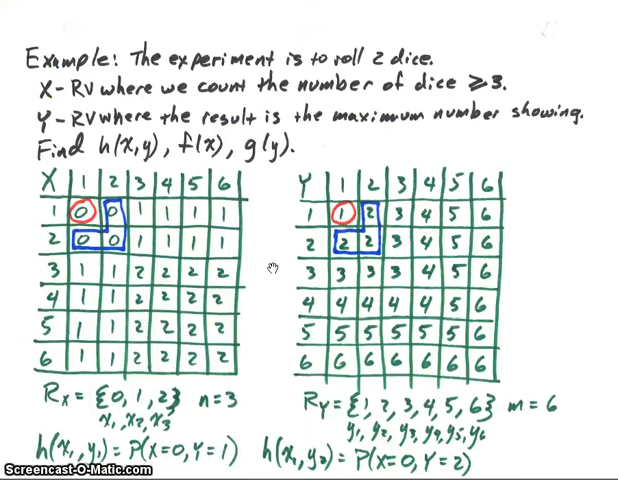 Example: The experiment is to roll 2 dice.
X - RV where we count the number of dice ≥ 3.
Y - RV where the result is the maximum number showing.
Find h(x,y), f(x), g(y).
X 1 2 3 4 5 6
1 0 0 1 1 1 1
2 0 0 1 1 1 1
3 1 1 2 2 2 2
4 1 1 2 2 2 2
5 1 1 2 2 2 2
6 1 1 2 2 2 2
Y 1 2 3 4 5 6
1 1 2 3 4 5 6
2 2 2 3 4 5 6
3 3 3 3 4 5 6
4 4 4 4 4 5 6
5 5 5 5 5 5 6
6 6 6 6 6 6 6
Rx = {0, 1, 2} n = 3
x₁, x₂, x₃
Ry = {1, 2, 3, 4, 5, 6} m = 6
y₁, y₂, y₃, y₄, y₅, y₆
h(x₁, y₁) = P(X=0, Y=1)
h(x₁, y₂) = P(X=0, Y=2)
Screencast-O-Matic.com